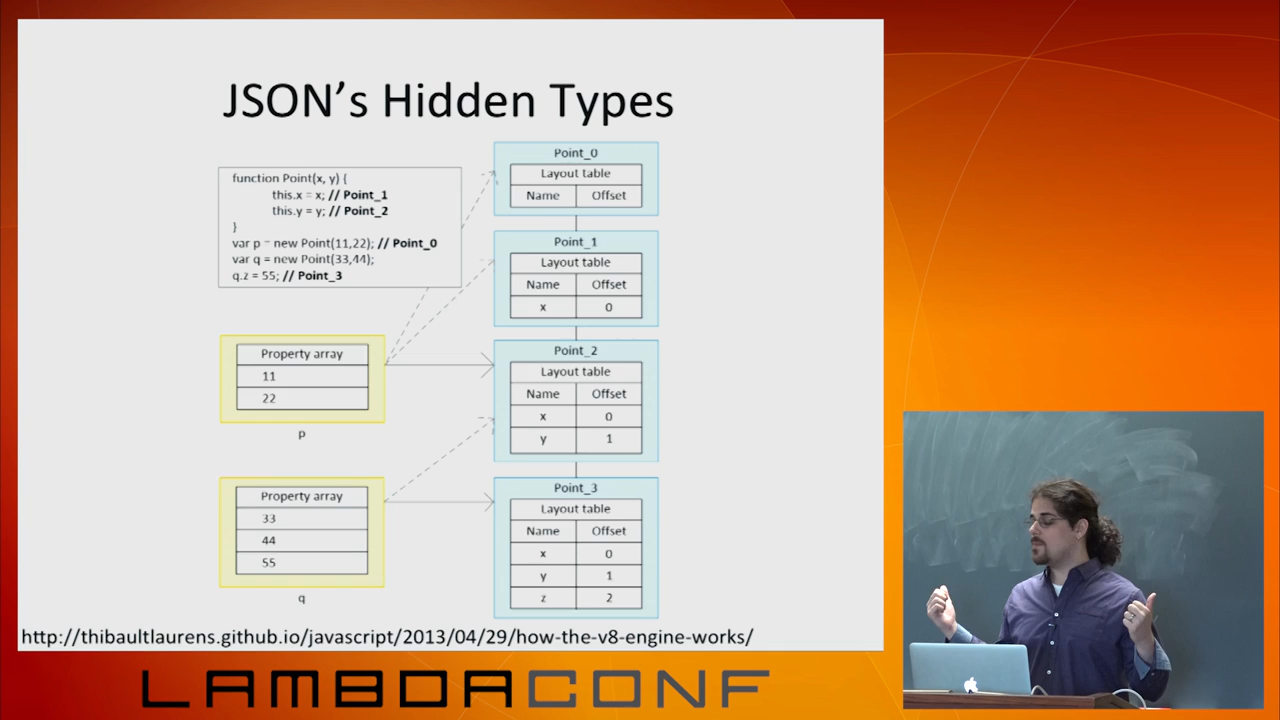 JSON's Hidden Types
function Point(x, y) {
this.x = x; // Point_1
this.y = y; // Point_2
}
var p = new Point(11,22); // Point_0
var q = new Point(33,44);
q.z = 55; // Point_3
Point_0
Layout table
Name Offset
Point_1
Layout table
Name Offset
x 0
Property array
11
22
p
Point_2
Layout table
Name Offset
x 0
y 1
Property array
33
44
55
q
Point_3
Layout table
Name Offset
x 0
y 1
z 2
http://thibaultlaurens.github.io/javascript/2013/04/29/how-the-v8-engine-works/
LAMBDACONF